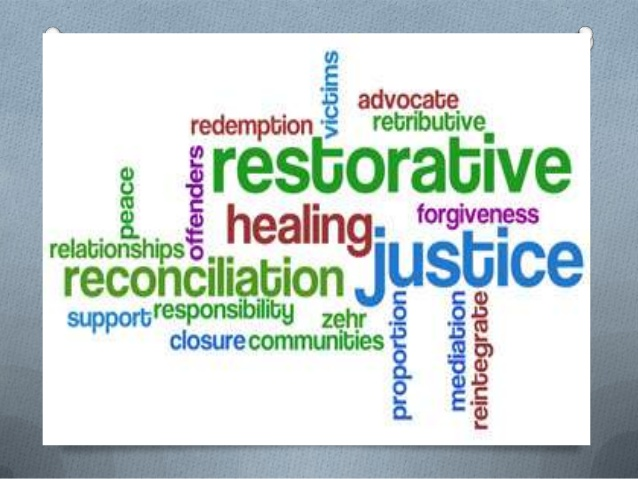 victims
advocate
redemption
retributive
restorative
offenders
peace
healing
forgiveness
relationships
justice
reconciliation
support
responsibility
zehr
closure
communities
proportion
mediation
reintegrate